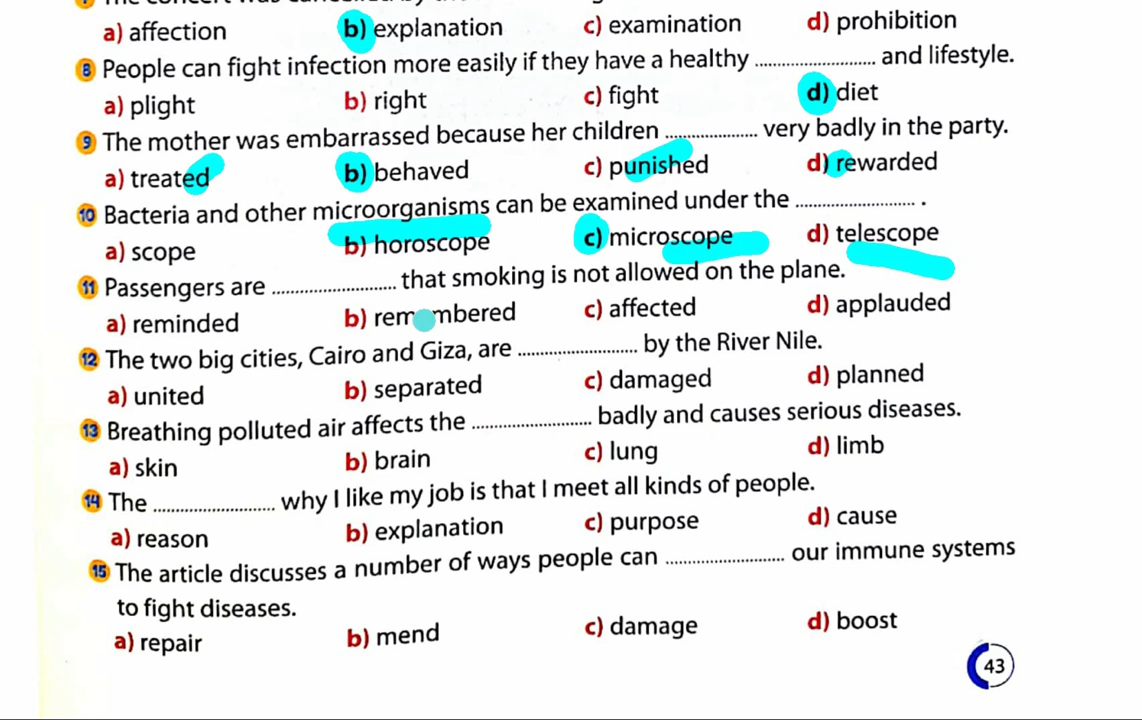 a) affection b) explanation c) examination d) prohibition
8 People can fight infection more easily if they have a healthy ........................ and lifestyle.
a) plight b) right c) fight d) diet
9 The mother was embarrassed because her children .................. very badly in the party.
a) treated b) behaved c) punished d) rewarded
10 Bacteria and other microorganisms can be examined under the ........................ .
a) scope b) horoscope c) microscope d) telescope
11 Passengers are ........................ that smoking is not allowed on the plane.
a) reminded b) remembered c) affected d) applauded
12 The two big cities, Cairo and Giza, are ........................ by the River Nile.
a) united b) separated c) damaged d) planned
13 Breathing polluted air affects the ........................ badly and causes serious diseases.
a) skin b) brain c) lung d) limb
14 The ........................ why I like my job is that I meet all kinds of people.
a) reason b) explanation c) purpose d) cause
15 The article discusses a number of ways people can ........................ our immune systems
to fight diseases.
a) repair b) mend c) damage d) boost
43